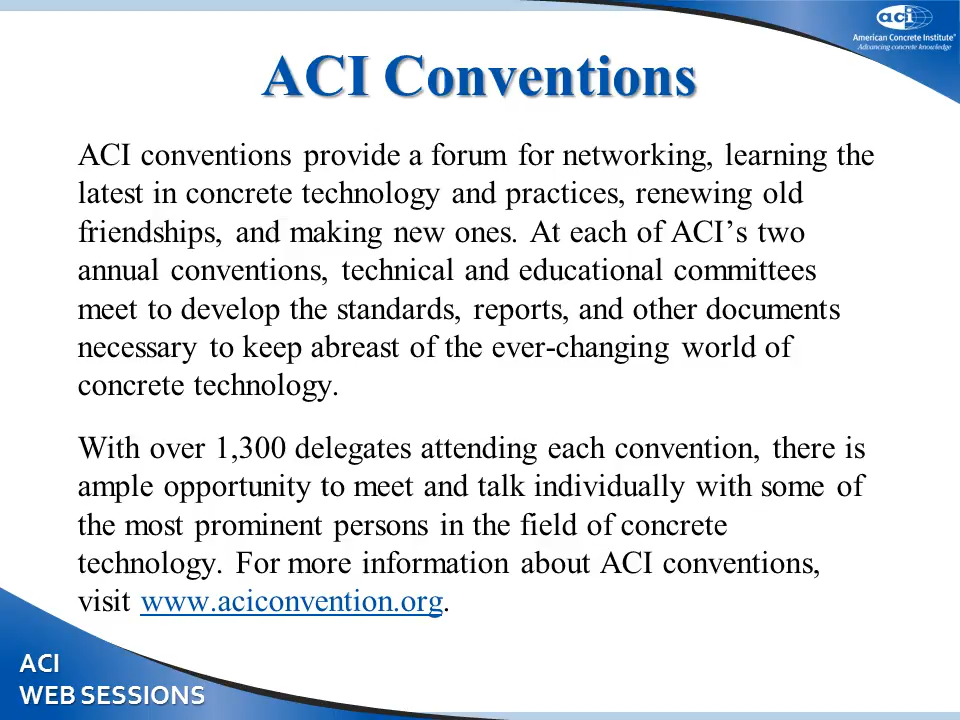 aci
American Concrete Institute®
Advancing concrete knowledge
ACI Conventions
ACI conventions provide a forum for networking, learning the
latest in concrete technology and practices, renewing old
friendships, and making new ones. At each of ACI’s two
annual conventions, technical and educational committees
meet to develop the standards, reports, and other documents
necessary to keep abreast of the ever-changing world of
concrete technology.
With over 1,300 delegates attending each convention, there is
ample opportunity to meet and talk individually with some of
the most prominent persons in the field of concrete
technology. For more information about ACI conventions,
visit www.aciconvention.org.
ACI
WEB SESSIONS